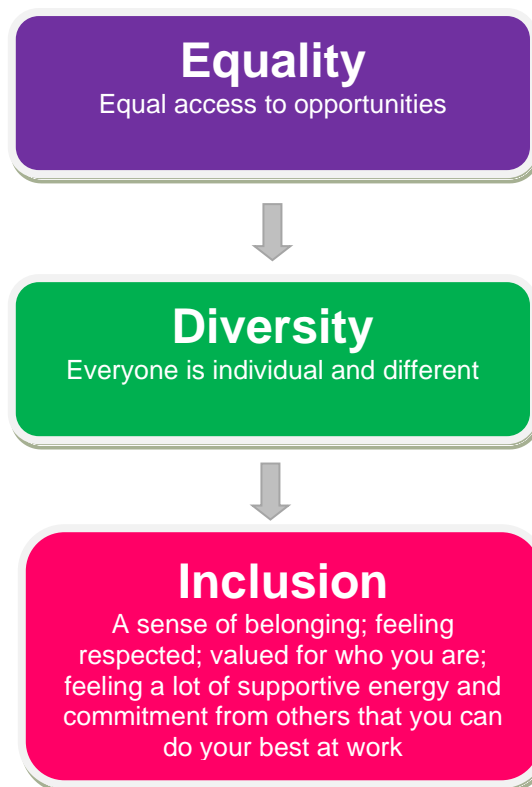 Equality
Equal access to opportunities
Diversity
Everyone is individual and different
Inclusion
A sense of belonging; feeling
respected; valued for who you are;
feeling a lot of supportive energy and
commitment from others that you can
do your best at work